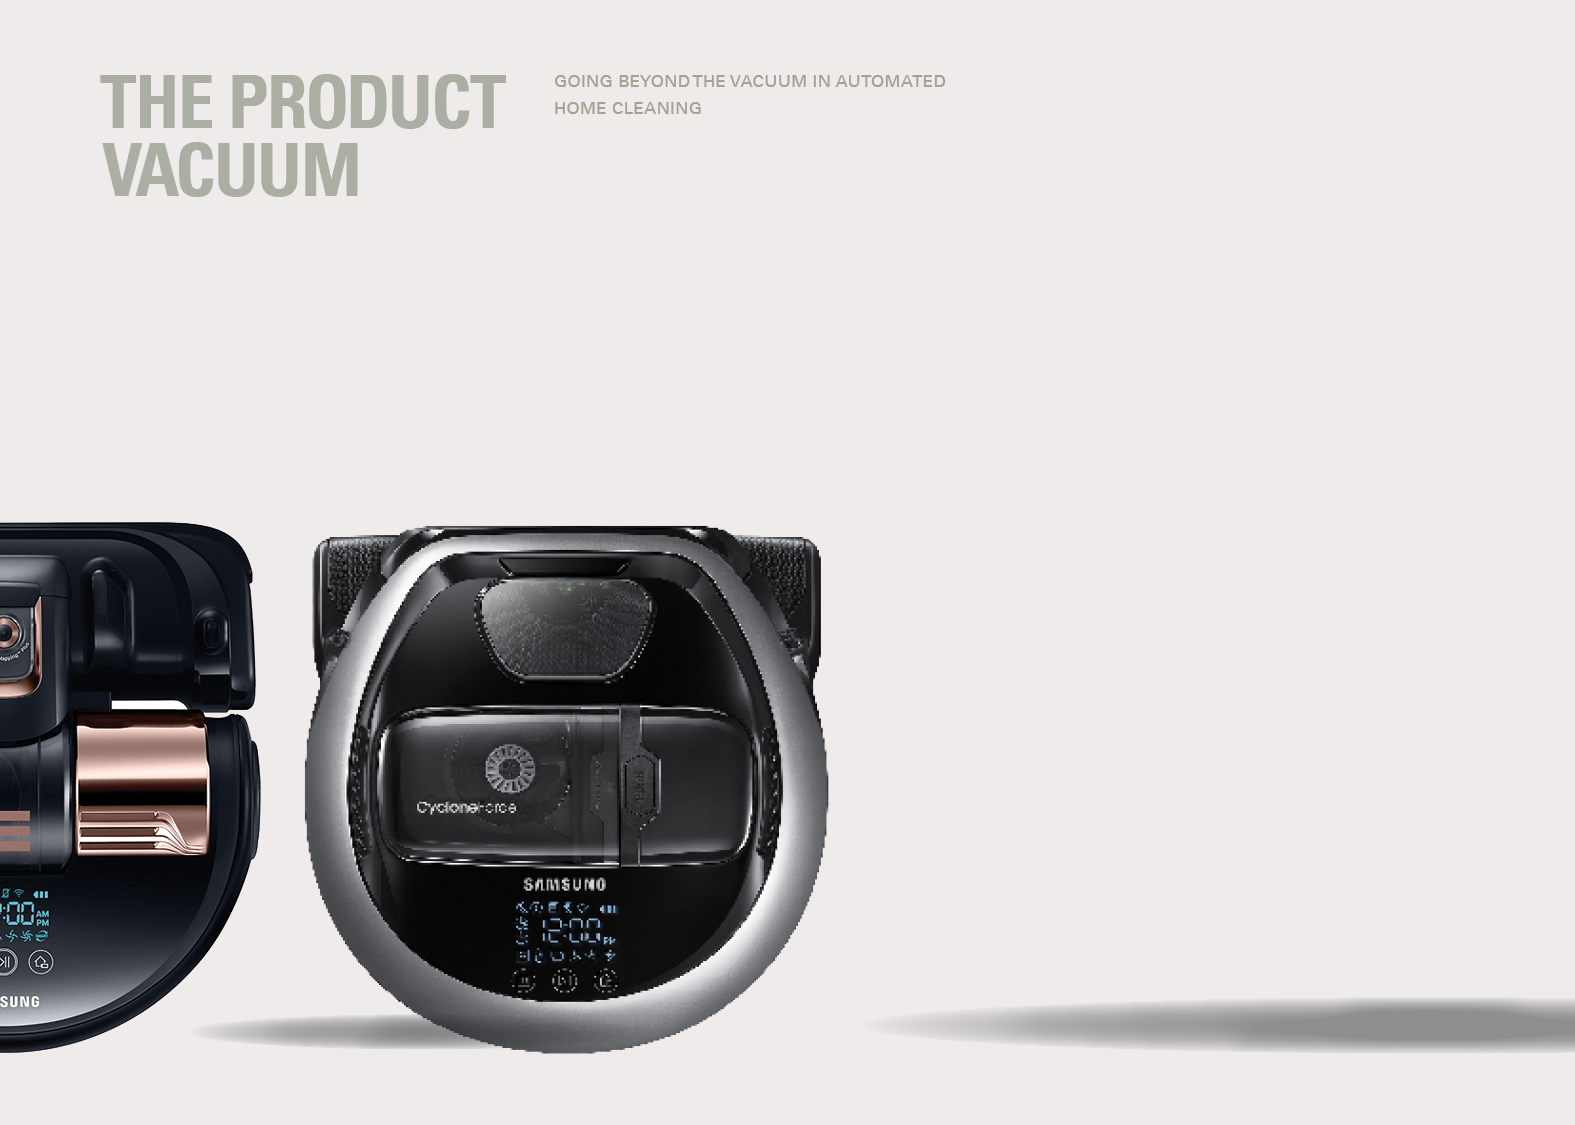 THE PRODUCT
VACUUM
GOING BEYOND THE VACUUM IN AUTOMATED
HOME CLEANING
:00 AM
PM
SUNG
CycloneForce
SAMSUNG
12:00